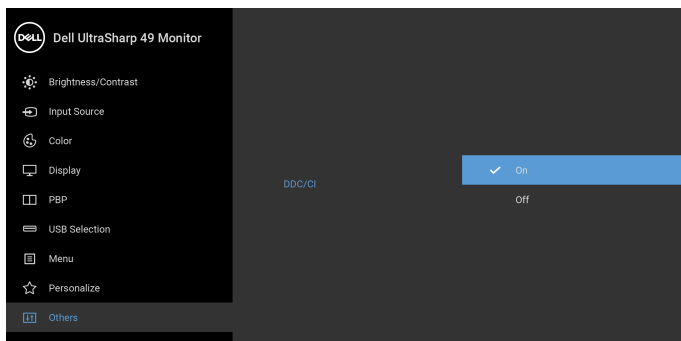 DELL Dell UltraSharp 49 Monitor
Brightness/Contrast
Input Source
Color
Display
PBP
USB Selection
Menu
Personalize
Others
DDC/CI
On
Off